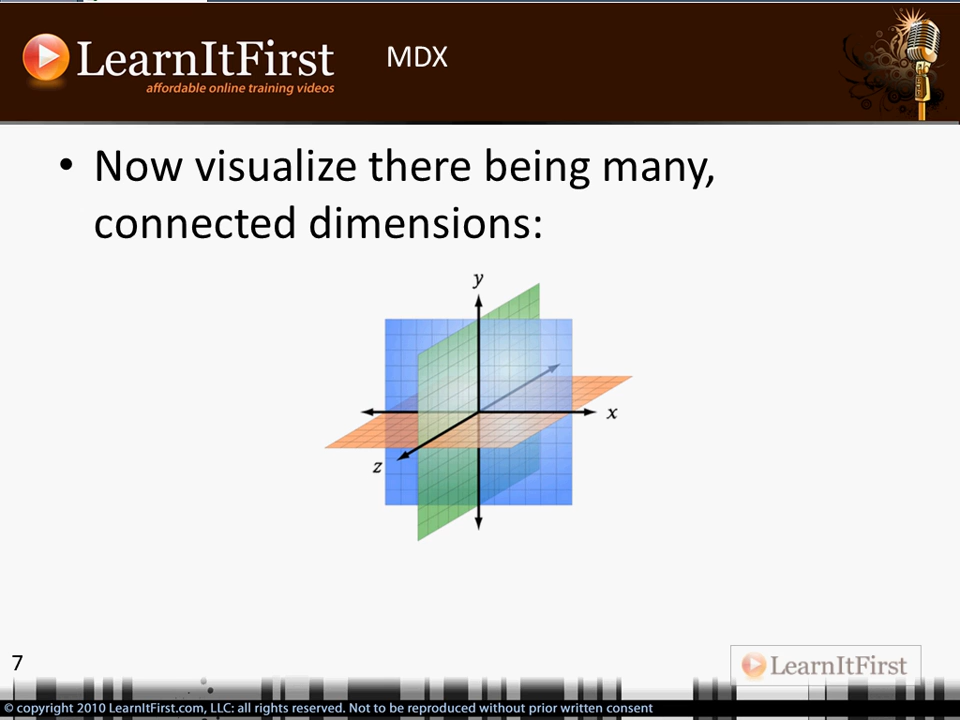 LearnItFirst
affordable online training videos
MDX
• Now visualize there being many,
connected dimensions:
y
x
z
7
LearnItFirst
© copyright 2010 LearnItFirst.com, LLC: all rights reserved. Not to be reproduced without prior written consent